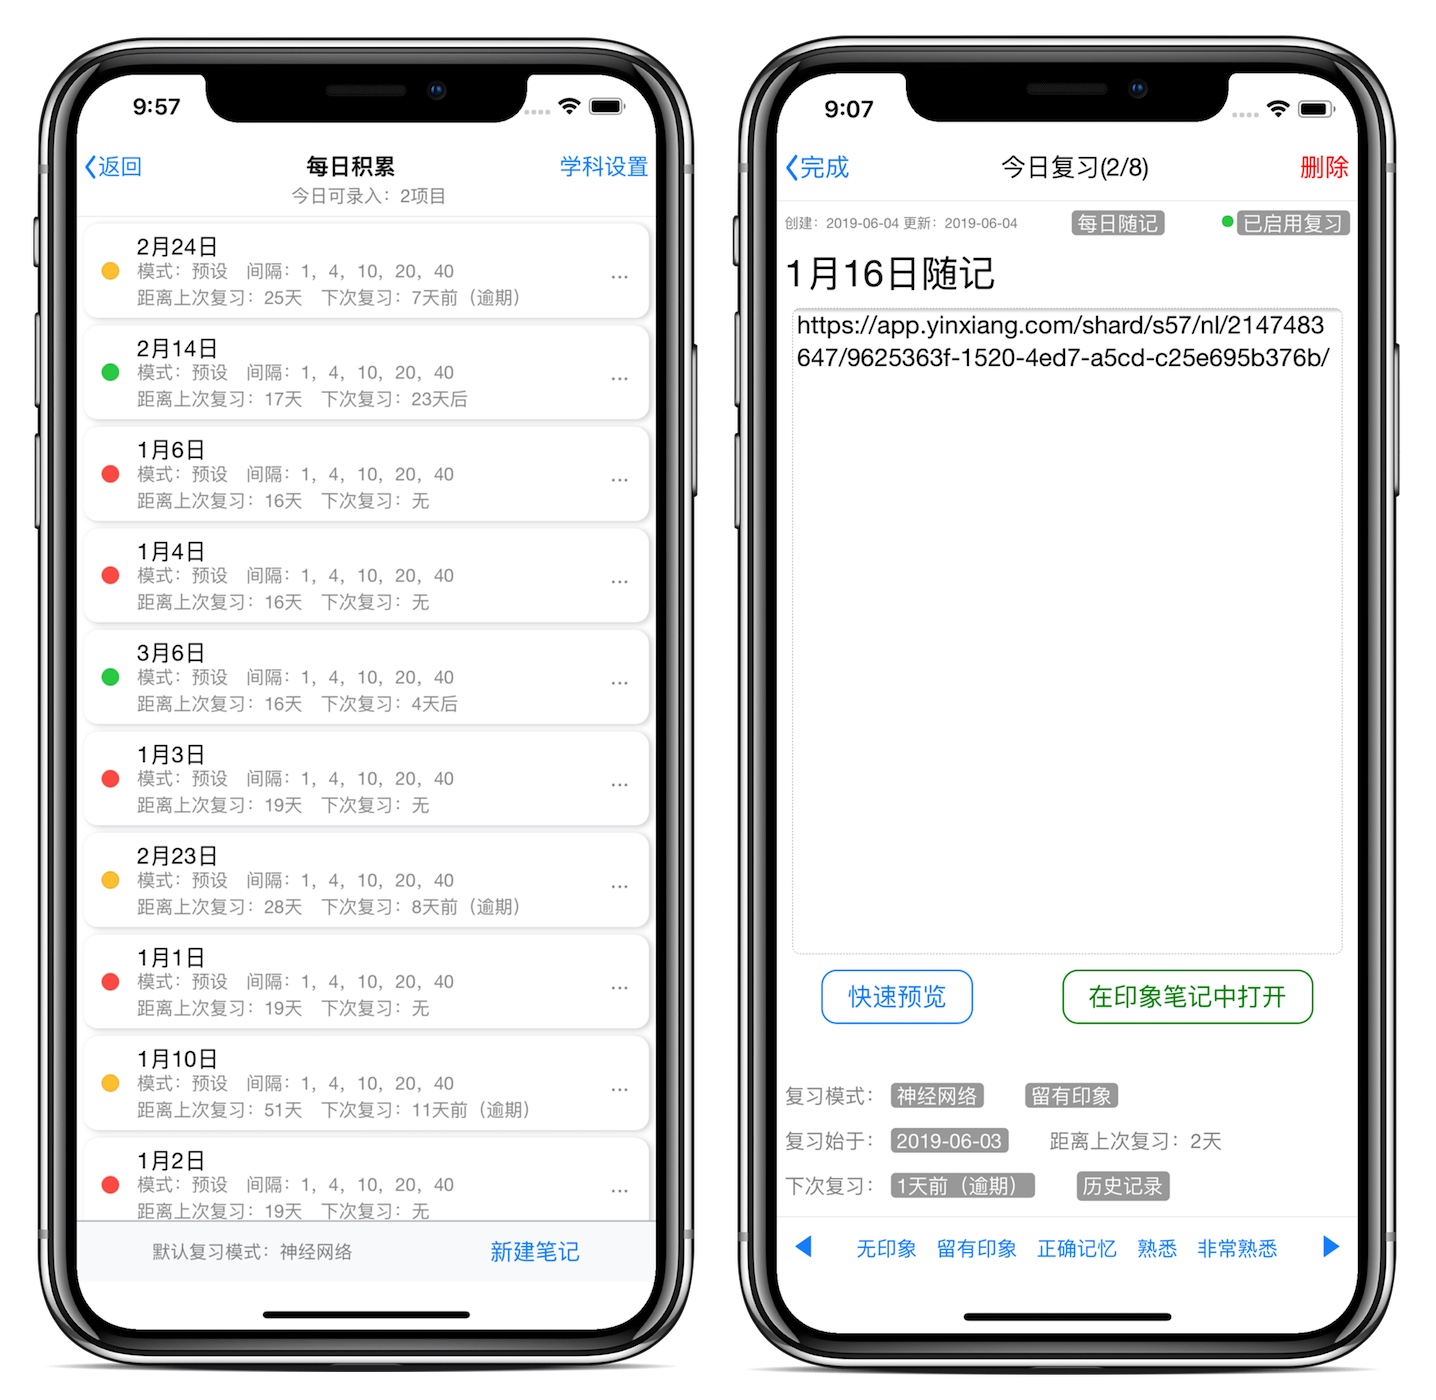 9:57
返回
每日积累
学科设置
今日可录入：2项目
2月24日
模式：预设 间隔：1，4，10，20，40
...
距离上次复习：25天 下次复习：7天前（逾期）
2月14日
模式：预设 间隔：1，4，10，20，40
...
距离上次复习：17天 下次复习：23天后
1月6日
模式：预设 间隔：1，4，10，20，40
...
距离上次复习：16天 下次复习：无
1月4日
模式：预设 间隔：1，4，10，20，40
...
距离上次复习：16天 下次复习：无
3月6日
模式：预设 间隔：1，4，10，20，40
...
距离上次复习：16天 下次复习：4天后
1月3日
模式：预设 间隔：1，4，10，20，40
...
距离上次复习：19天 下次复习：无
2月23日
模式：预设 间隔：1，4，10，20，40
...
距离上次复习：28天 下次复习：8天前（逾期）
1月1日
模式：预设 间隔：1，4，10，20，40
...
距离上次复习：19天 下次复习：无
1月10日
模式：预设 间隔：1，4，10，20，40
...
距离上次复习：51天 下次复习：11天前（逾期）
1月2日
模式：预设 间隔：1，4，10，20，40
...
距离上次复习：19天 下次复习：无
默认复习模式：神经网络
新建笔记
9:07
完成
今日复习(2/8)
删除
创建：2019-06-04 更新：2019-06-04
每日随记
已启用复习
1月16日随记
https://app.yinxiang.com/shard/s57/nl/2147483
647/9625363f-1520-4ed7-a5cd-c25e695b376b/
快速预览
在印象笔记中打开
复习模式： 神经网络 留有印象
复习始于： 2019-06-03 距离上次复习：2天
下次复习： 1天前（逾期） 历史记录
无印象 留有印象 正确记忆 熟悉 非常熟悉